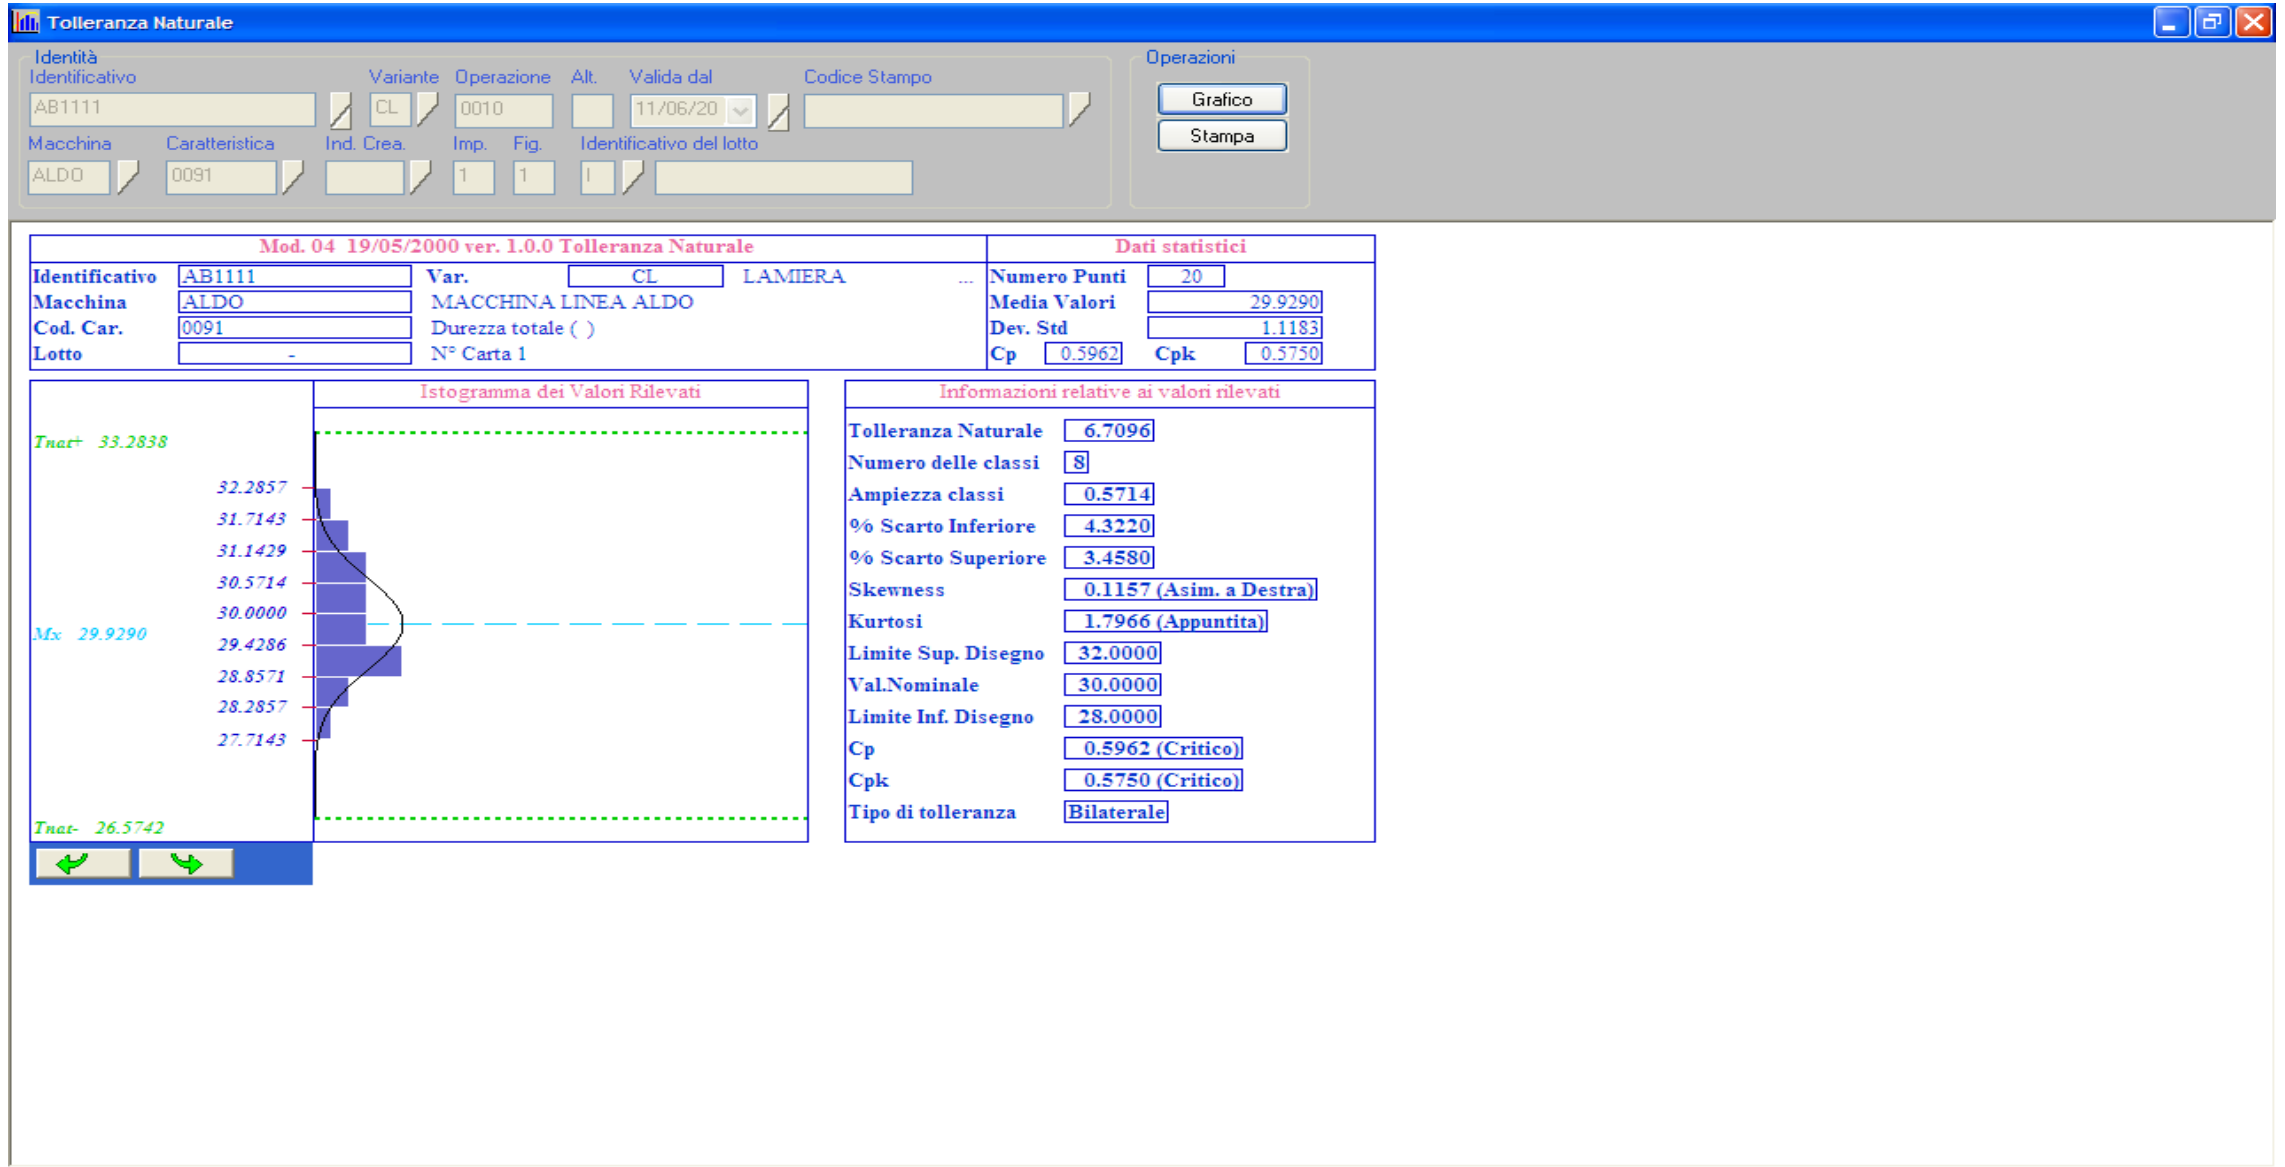 Tolleranza Naturale
Identità
Operazioni
Identificativo Variante Operazione Alt. Valida dal Codice Stampo
AB1111 CL 0010 11/06/20
Grafico
Stampa
Macchina Caratteristica Ind. Crea. Imp. Fig. Identificativo del lotto
ALDO 0091 1 1 I
Mod. 04 19/05/2000 ver. 1.0.0 Tolleranza Naturale
Identificativo AB1111 Var. CL LAMIERA ...
Macchina ALDO MACCHINA LINEA ALDO
Cod. Car. 0091 Durezza totale ( )
Lotto - N° Carta 1
Dati statistici
Numero Punti 20
Media Valori 29.9290
Dev. Std 1.1183
Cp 0.5962 Cpk 0.5750
Istogramma dei Valori Rilevati
Tnat+ 33.2838
32.2857
31.7143
31.1429
30.5714
30.0000
Mx 29.9290
29.4286
28.8571
28.2857
27.7143
Tnat- 26.5742
Informazioni relative ai valori rilevati
Tolleranza Naturale 6.7096
Numero delle classi 8
Ampiezza classi 0.5714
% Scarto Inferiore 4.3220
% Scarto Superiore 3.4580
Skewness 0.1157 (Asim. a Destra)
Kurtosi 1.7966 (Appuntita)
Limite Sup. Disegno 32.0000
Val.Nominale 30.0000
Limite Inf. Disegno 28.0000
Cp 0.5962 (Critico)
Cpk 0.5750 (Critico)
Tipo di tolleranza Bilaterale